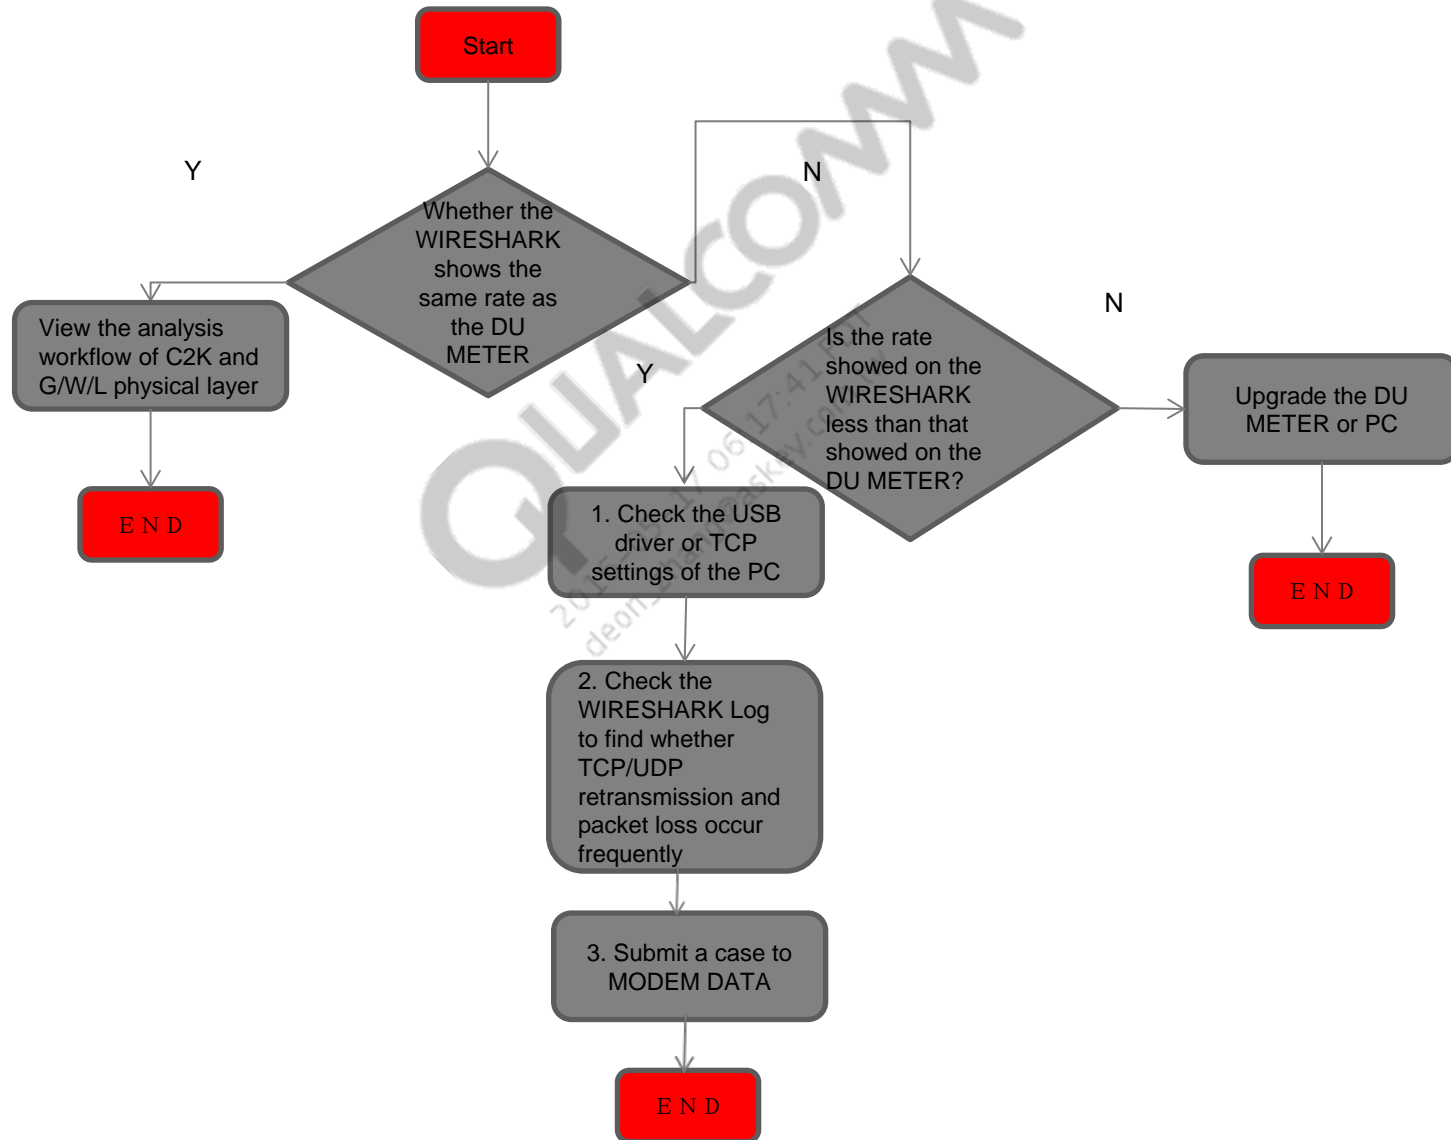 Start
Y
N
Whether the
WIRESHARK
shows the
same rate as
the DU
METER
View the analysis
workflow of C2K and
G/W/L physical layer
END
Y
N
Is the rate
showed on the
WIRESHARK
less than that
showed on the
DU METER?
Upgrade the DU
METER or PC
END
1. Check the USB
driver or TCP
settings of the PC
2. Check the
WIRESHARK Log
to find whether
TCP/UDP
retransmission and
packet loss occur
frequently
3. Submit a case to
MODEM DATA
END
QUALCOMM